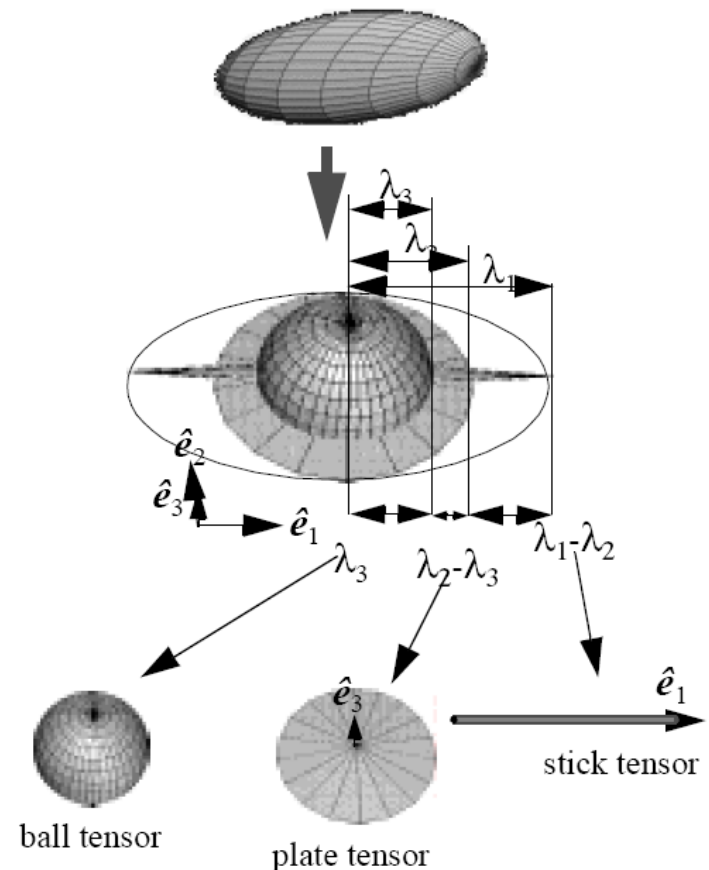 λ₃
λ₂
λ₁
ê₂
ê₃
ê₁
λ₃
λ₂-λ₃
λ₁-λ₂
ê₃
ê₁
stick tensor
ball tensor
plate tensor